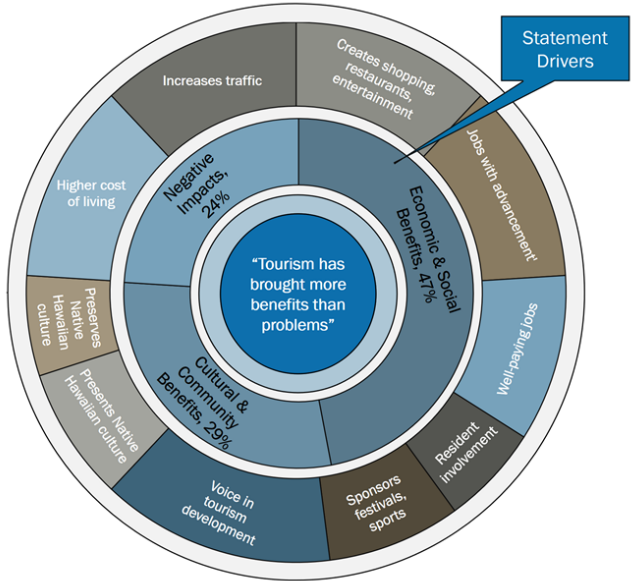 Statement
Drivers
Creates shopping,
restaurants,
entertainment
Jobs with advancement'
Well-paying jobs
Resident
involvement
Sponsors
festivals,
sports
Voice in
tourism
development
Presents Native
Hawaiian culture
Preserves
Native
Hawaiian
culture
Higher cost
of living
Increases traffic
Economic & Social
Benefits, 47%
Cultural &
Community
Benefits, 29%
Negative
Impacts,
24%
“Tourism has
brought more
benefits than
problems”